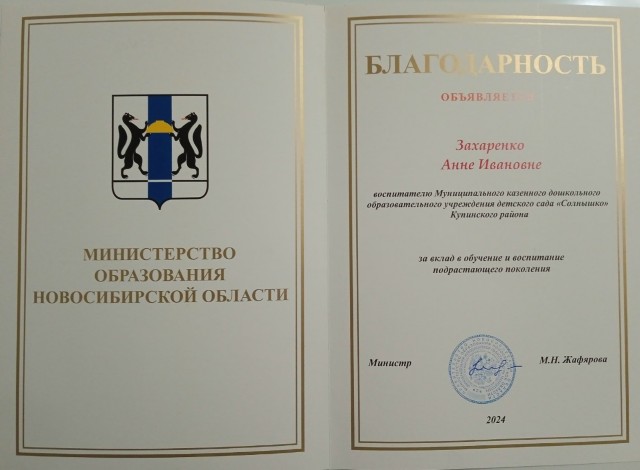 МИНИСТЕРСТВО
ОБРАЗОВАНИЯ
НОВОСИБИРСКОЙ ОБЛАСТИ
БЛАГОДАРНОСТЬ
ОБЪЯВЛЯЕТСЯ
Захаренко
Анне Ивановне
воспитателю Муниципального казенного дошкольного
образовательного учреждения детского сада «Солнышко»
Купинского района
за вклад в обучение и воспитание
подрастающего поколения
Министр
М.Н. Жафярова
2024